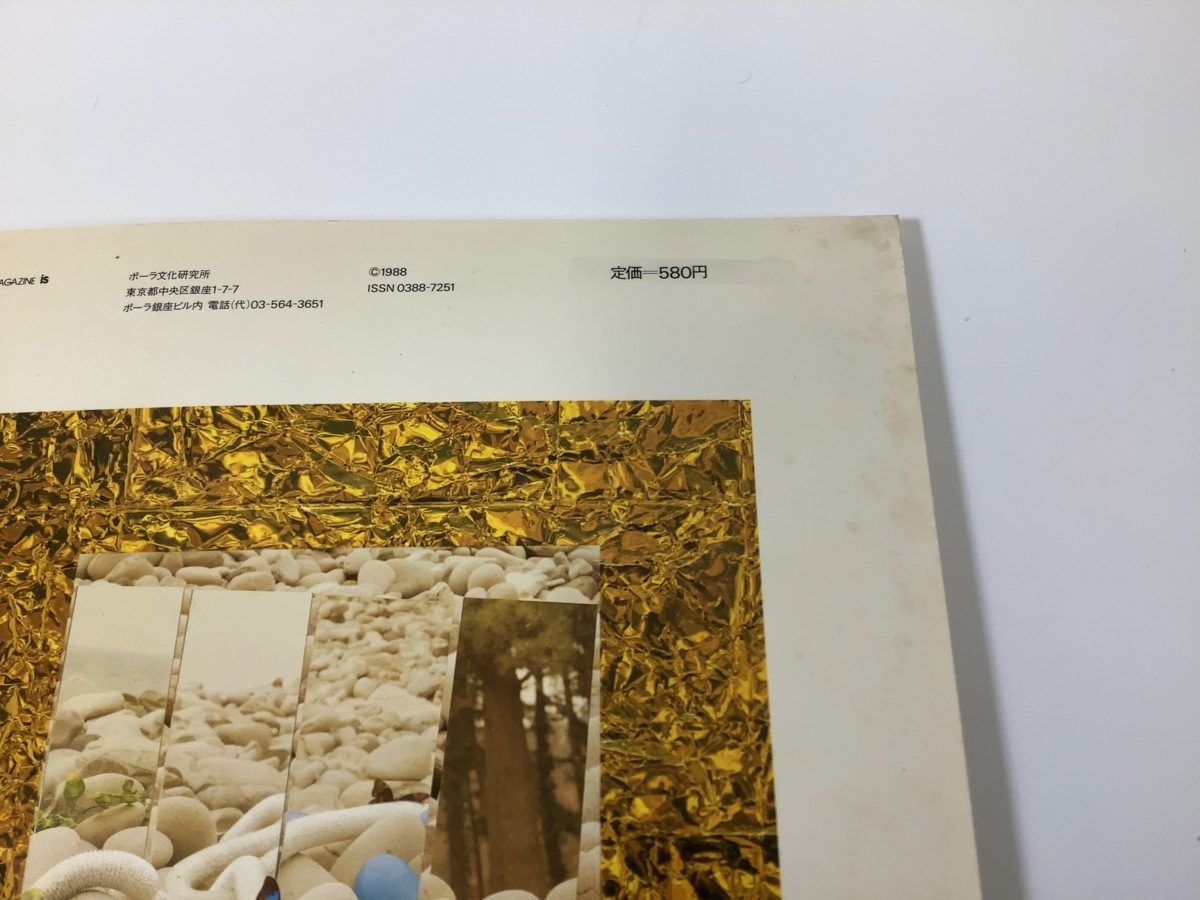 MAGAZINE is
ポーラ文化研究所
東京都中央区銀座1-7-7
ポーラ銀座ビル内 電話(代)03-564-3651
©1988
ISSN 0388-7251
定価=580円